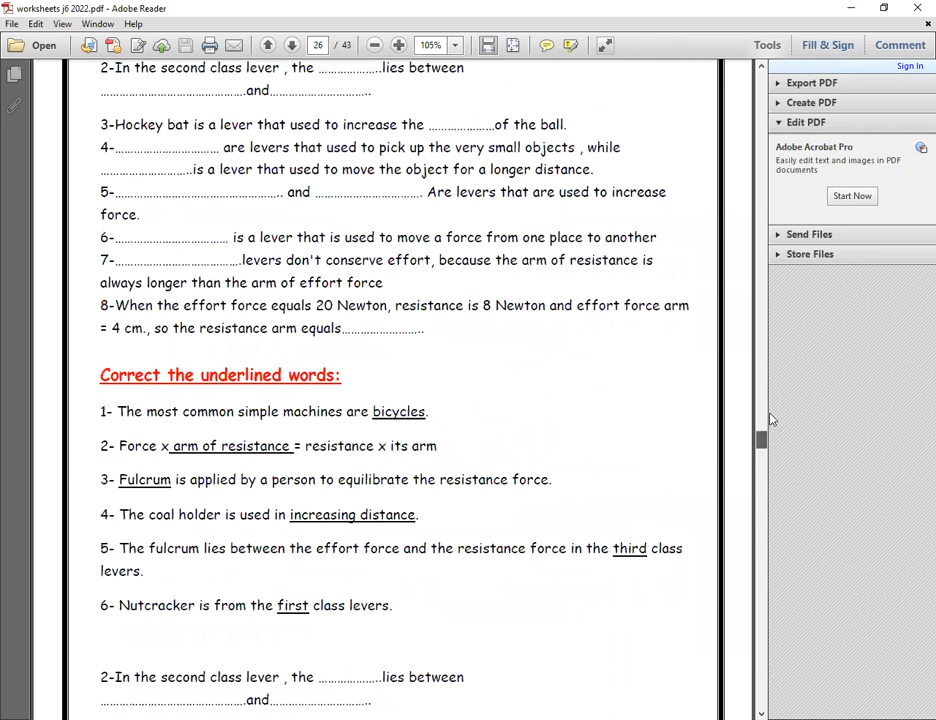 worksheets j6 2022.pdf - Adobe Reader
File Edit View Window Help
Open 26 / 43 105% Tools Fill & Sign Comment
Sign In
Export PDF
Create PDF
Edit PDF
Adobe Acrobat Pro
Easily edit text and images in PDF
documents
Start Now
Send Files
Store Files
2-In the second class lever , the ………………..lies between
……………………………………..and………………………..
3-Hockey bat is a lever that used to increase the …………………of the ball.
4-………………………… are levers that used to pick up the very small objects , while
……………………..is a lever that used to move the object for a longer distance.
5-………………………………………….. and …………………………. Are levers that are used to increase
force.
6-…………………………… is a lever that is used to move a force from one place to another
7-……………………………….levers don't conserve effort, because the arm of resistance is
always longer than the arm of effort force
8-When the effort force equals 20 Newton, resistance is 8 Newton and effort force arm
= 4 cm., so the resistance arm equals…………………..
Correct the underlined words:
1- The most common simple machines are bicycles.
2- Force x arm of resistance = resistance x its arm
3- Fulcrum is applied by a person to equilibrate the resistance force.
4- The coal holder is used in increasing distance.
5- The fulcrum lies between the effort force and the resistance force in the third class
levers.
6- Nutcracker is from the first class levers.
2-In the second class lever , the ………………..lies between
……………………………………..and………………………..